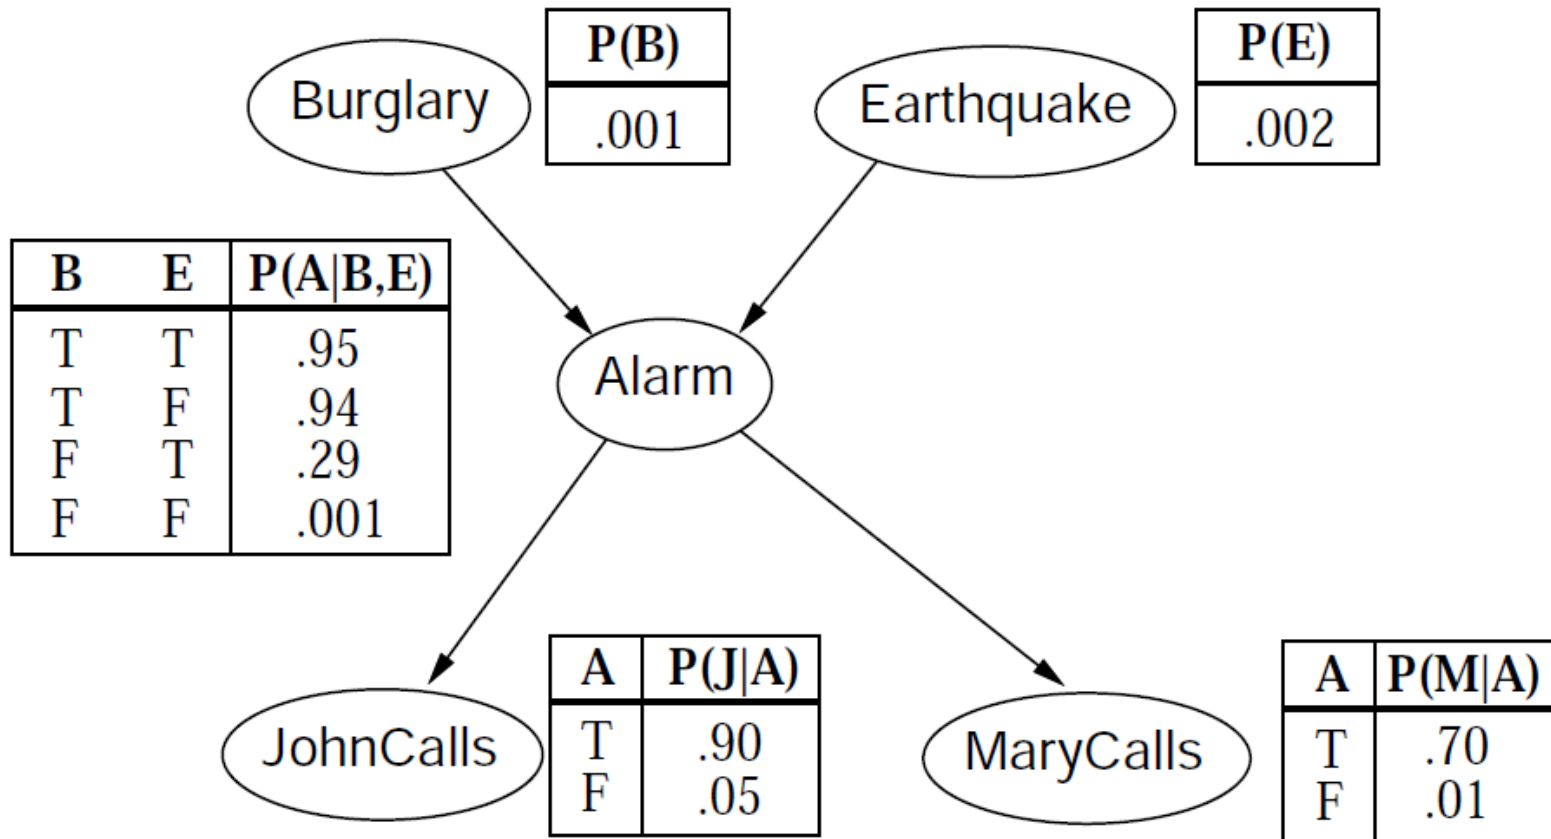 Burglary
P(B)
.001
Earthquake
P(E)
.002
B E P(A|B,E)
T T .95
T F .94
F T .29
F F .001
Alarm
JohnCalls
A P(J|A)
T .90
F .05
MaryCalls
A P(M|A)
T .70
F .01